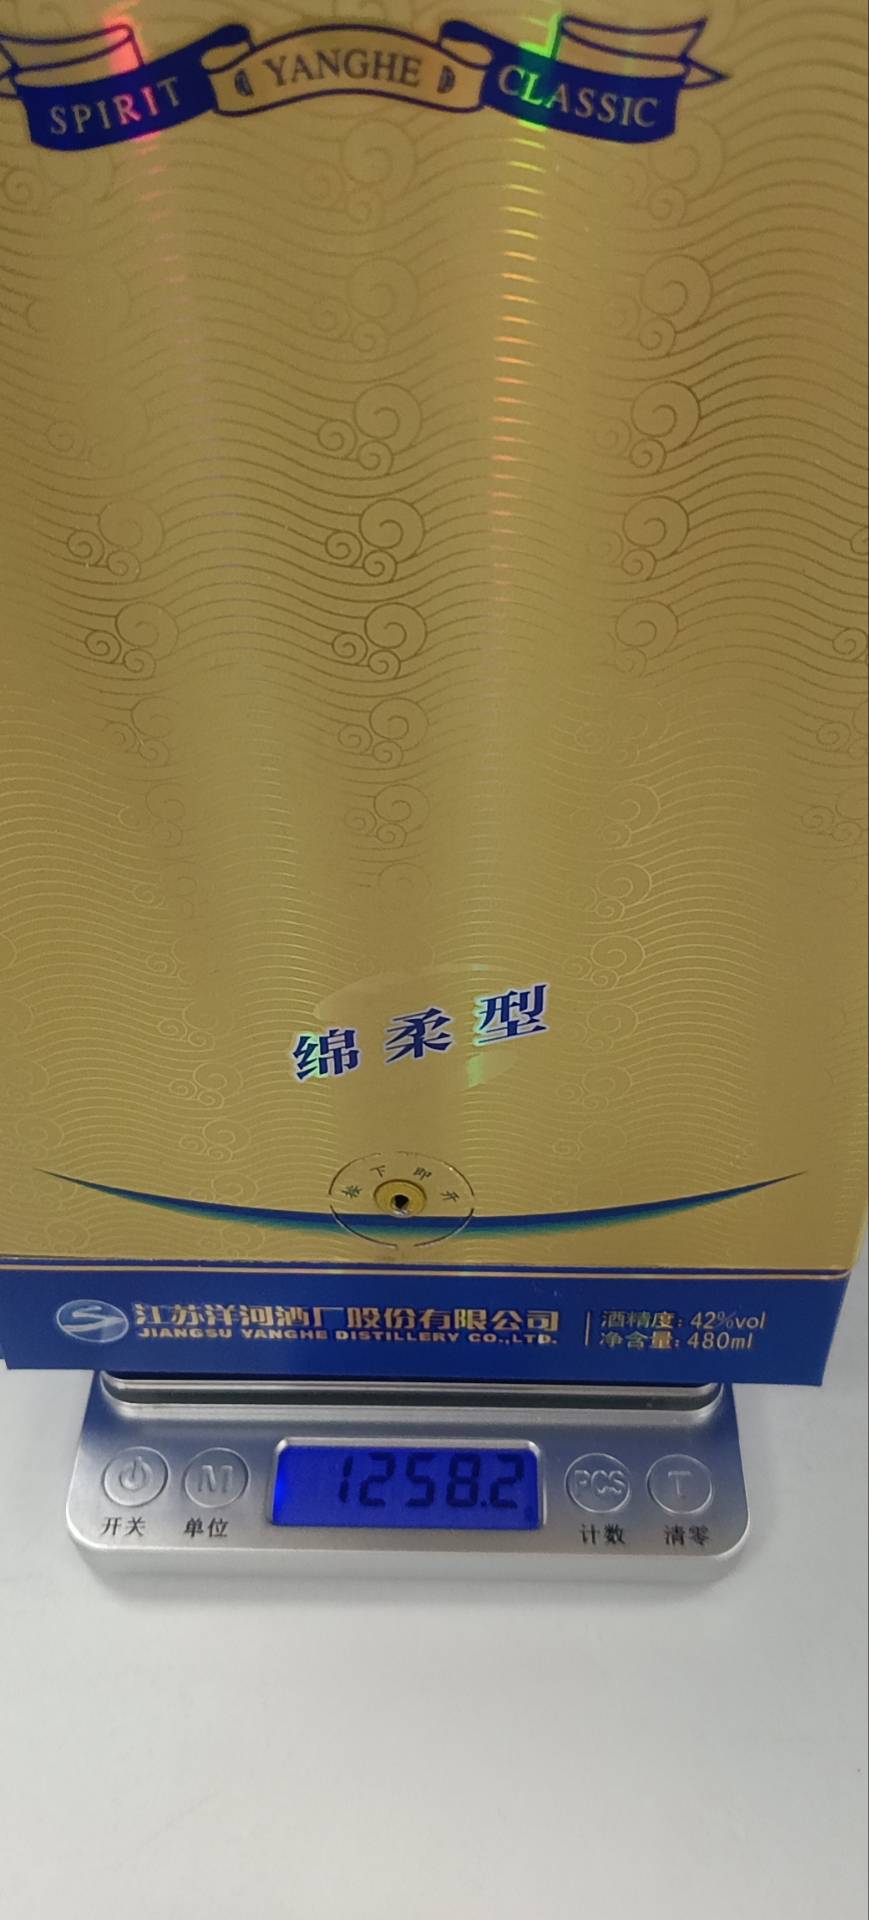 SPIRIT YANGHE CLASSIC
绵柔型
按下即开
江苏洋河酒厂股份有限公司
JIANGSU YANGHE DISTILLERY CO.,LTD.
酒精度:42%vol
净含量:480ml
1258.2
M PCS T
开关 单位 计数 清零